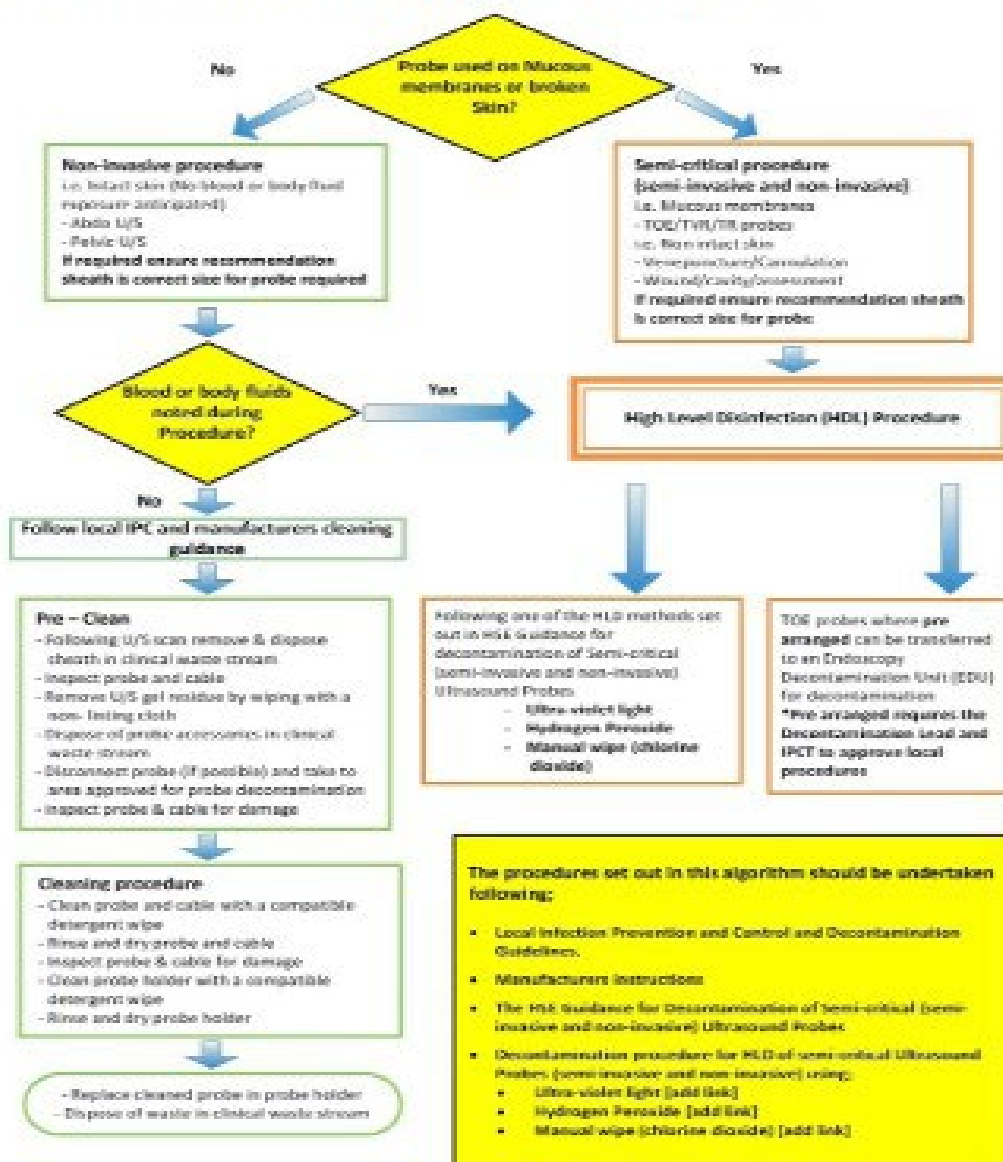 Probe used on Mucous
membranes or broken
Skin?
No
Yes
Non-invasive procedure
i.e. Intact skin (No blood or body fluid
exposure anticipated)
- Abdo U/S
- Pelvic U/S
If required ensure recommendation
sheath is correct size for probe required
Semi-critical procedure
(semi-invasive and non-invasive)
i.e. Mucous membranes
- TOE/TVR/TR probes
i.e. Non intact skin
- Venepuncture/Cannulation
- Wound/cavity/assessment
If required ensure recommendation sheath
is correct size for probe
Blood or body fluids
noted during
Procedure?
Yes
High Level Disinfection (HDL) Procedure
No
Follow local IPC and manufacturers cleaning
guidance
Pre – Clean
- Following U/S scan remove & dispose
sheath in clinical waste stream
- Inspect probe and cable
- Remove U/S gel residue by wiping with a
non- linting cloth
- Dispose of probe accessories in clinical
waste stream
- Disconnect probe (if possible) and take to
area approved for probe decontamination
- Inspect probe & cable for damage
Following one of the HLD methods set
out in HSE Guidance for
decontamination of Semi-critical
(semi-invasive and non-invasive)
Ultrasound Probes
- Ultra-violet light
- Hydrogen Peroxide
- Manual wipe (chlorine
dioxide)
TOE probes where pre
arranged can be transferred
to an Endoscopy
Decontamination Unit (EDU)
for decontamination
*Pre arranged requires the
Decontamination Lead and
IPCT to approve local
procedures
Cleaning procedure
- Clean probe and cable with a compatible
detergent wipe
- Rinse and dry probe and cable
- Inspect probe & cable for damage
- Clean probe holder with a compatible
detergent wipe
- Rinse and dry probe holder
- Replace cleaned probe in probe holder
- Dispose of waste in clinical waste stream
The procedures set out in this algorithm should be undertaken
following;
• Local Infection Prevention and Control and Decontamination
Guidelines.
• Manufacturers instructions
• The HSE Guidance for Decontamination of Semi-critical (semi-
invasive and non-invasive) Ultrasound Probes
• Decontamination procedure for HLD of semi-critical Ultrasound
Probes (semi-invasive and non-invasive) using;
• Ultra-violet light [add link]
• Hydrogen Peroxide [add link]
• Manual wipe (chlorine dioxide) [add link]